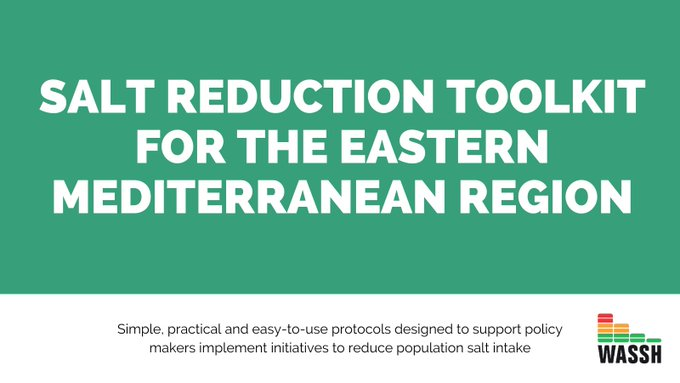 SALT REDUCTION TOOLKIT
FOR THE EASTERN
MEDITERRANEAN REGION
Simple, practical and easy-to-use protocols designed to support policy
makers implement initiatives to reduce population salt intake
WASSH